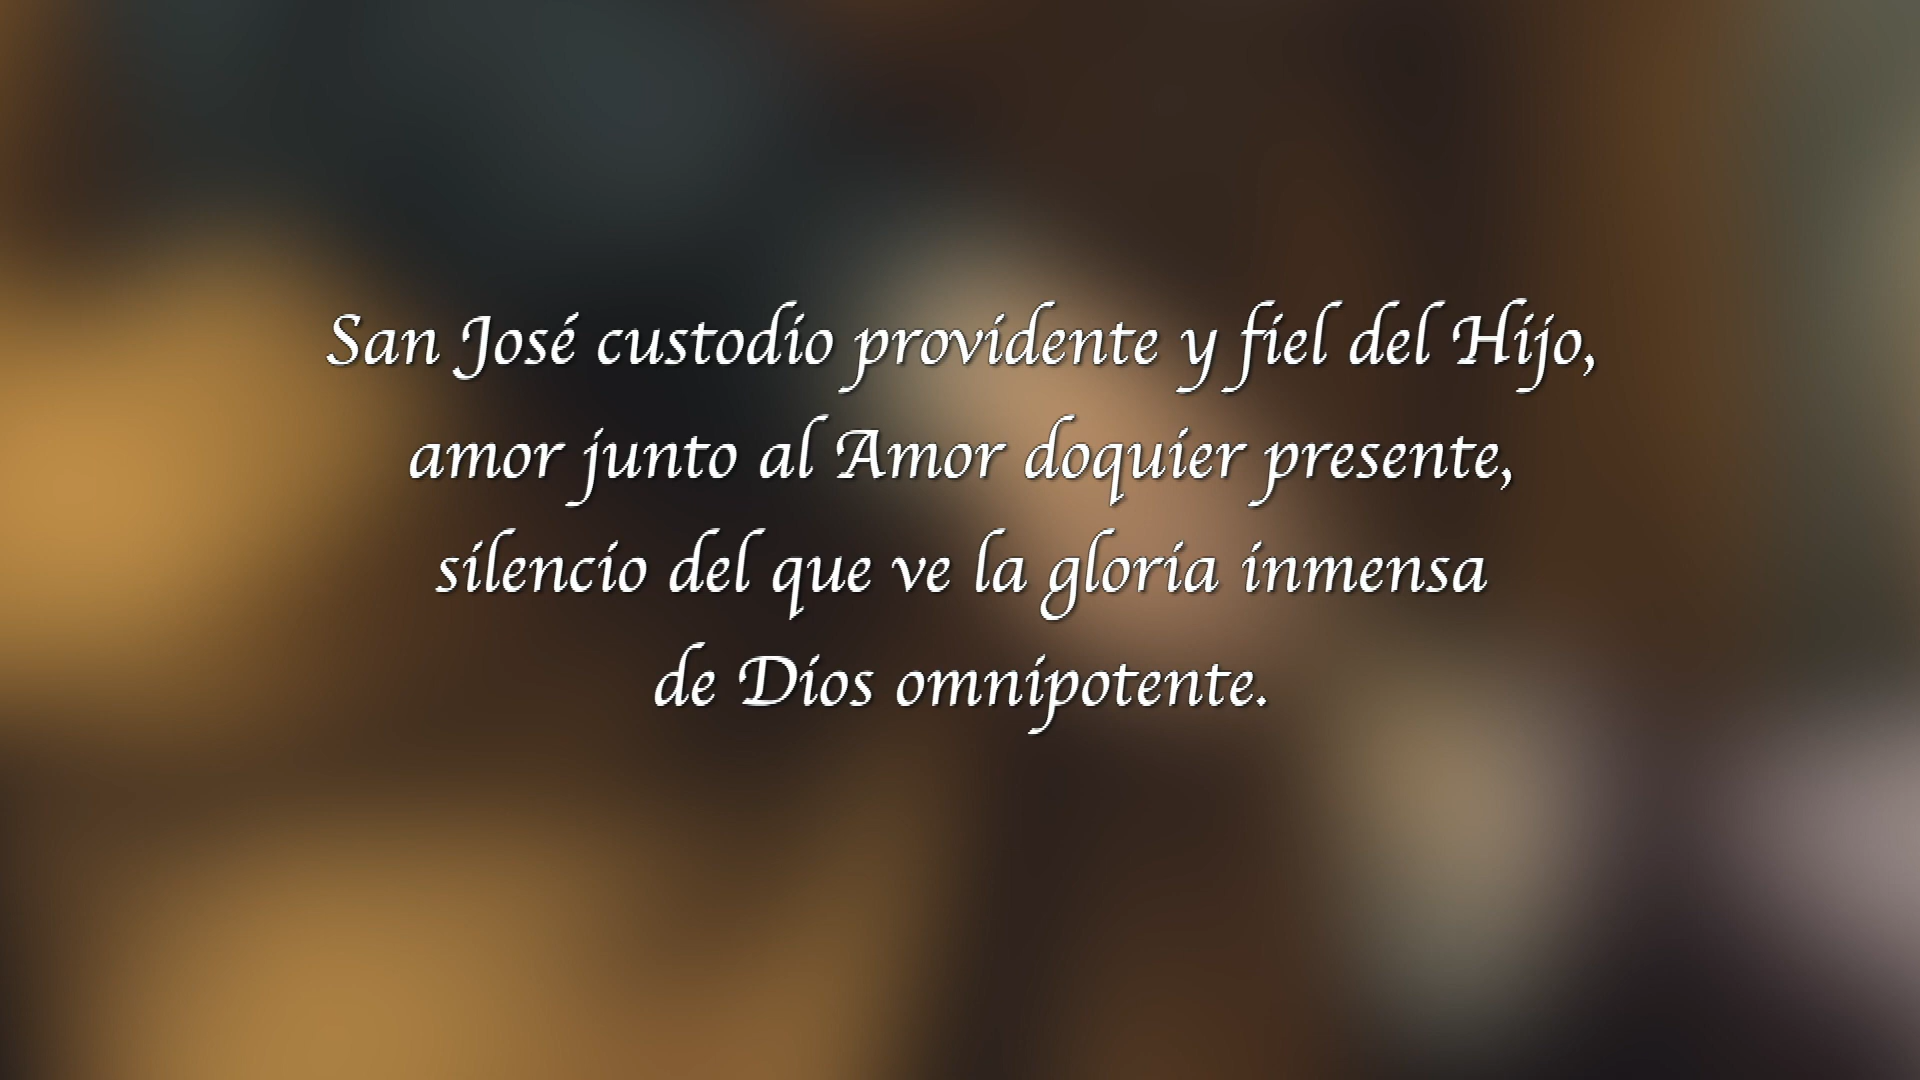 San José custodio providente y fiel del Hijo,
amor junto al Amor doquier presente,
silencio del que ve la gloria inmensa
de Dios omnipotente.